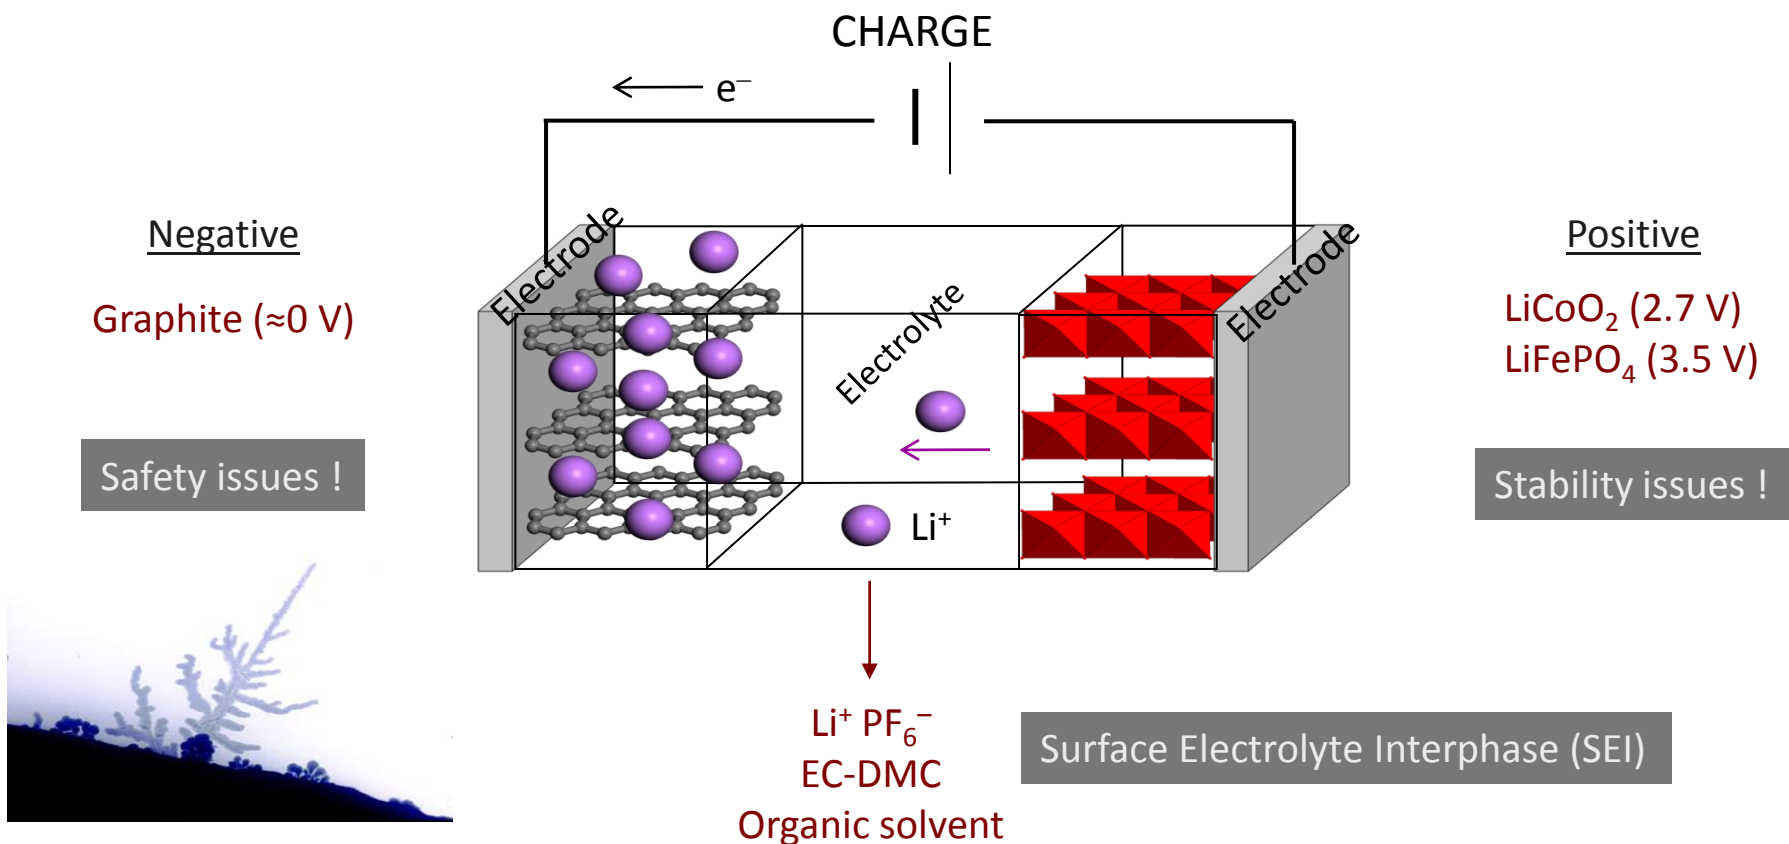 CHARGE
e⁻
Negative
Graphite (≈0 V)
Safety issues !
Electrode
Electrolyte
Li⁺
Electrode
Positive
LiCoO₂ (2.7 V)
LiFePO₄ (3.5 V)
Stability issues !
Li⁺ PF₆⁻
EC-DMC
Organic solvent
Surface Electrolyte Interphase (SEI)